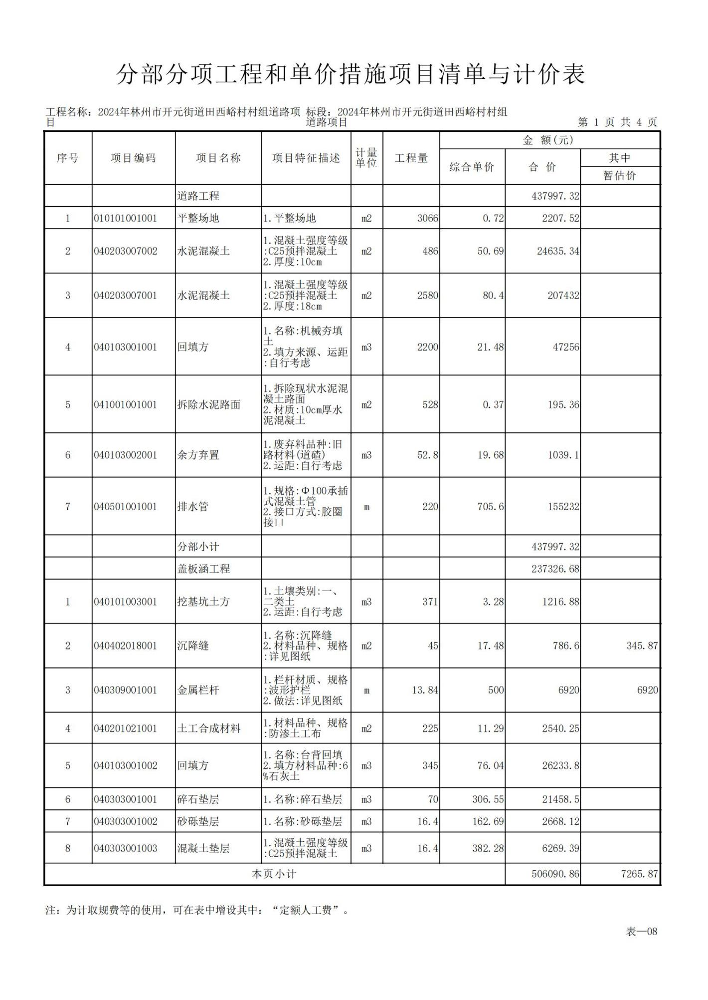 分部分项工程和单价措施项目清单与计价表
工程名称：2024年林州市开元街道田西峪村村组道路项 标段：2024年林州市开元街道田西峪村村组
目 道路项目 第 1 页 共 4 页
序号 项目编码 项目名称 项目特征描述 计量 工程量 金 额(元)
单位 综合单价 合 价 其中
暂估价
道路工程 437997.32
1 010101001001 平整场地 1.平整场地 m2 3066 0.72 2207.52
1.混凝土强度等级
2 040203007002 水泥混凝土 :C25预拌混凝土 m2 486 50.69 24635.34
2.厚度:10cm
1.混凝土强度等级
3 040203007001 水泥混凝土 :C25预拌混凝土 m2 2580 80.4 207432
2.厚度:18cm
1.名称:机械夯填
土
4 040103001001 回填方 2.填方来源、运距 m3 2200 21.48 47256
:自行考虑
1.拆除现状水泥混
凝土路面
5 041001001001 拆除水泥路面 2.材质:10cm厚水 m2 528 0.37 195.36
泥混凝土
1.废弃料品种:旧
6 040103002001 余方弃置 路材料(道碴) m3 52.8 19.68 1039.1
2.运距:自行考虑
1.规格:Φ100承插
式混凝土管
7 040501001001 排水管 2.接口方式:胶圈 m 220 705.6 155232
接口
分部小计 437997.32
盖板涵工程 237326.68
1.土壤类别:一、
1 040101003001 挖基坑土方 二类土 m3 371 3.28 1216.88
2.运距:自行考虑
1.名称:沉降缝
2 040402018001 沉降缝 2.材料品种、规格 m2 45 17.48 786.6 345.87
:详见图纸
1.栏杆材质、规格
3 040309001001 金属栏杆 :波形护栏 m 13.84 500 6920 6920
2.做法:详见图纸
1.材料品种、规格
4 040201021001 土工合成材料 :防渗土工布 m2 225 11.29 2540.25
1.名称:台背回填
5 040103001002 回填方 2.填方材料品种:6 m3 345 76.04 26233.8
%石灰土
6 040303001001 碎石垫层 1.名称:碎石垫层 m3 70 306.55 21458.5
7 040303001002 砂砾垫层 1.名称:砂砾垫层 m3 16.4 162.69 2668.12
1.混凝土强度等级
8 040303001003 混凝土垫层 :C25预拌混凝土 m3 16.4 382.28 6269.39
本页小计 506090.86 7265.87
注：为计取规费等的使用，可在表中增设其中：“定额人工费”。
表—08